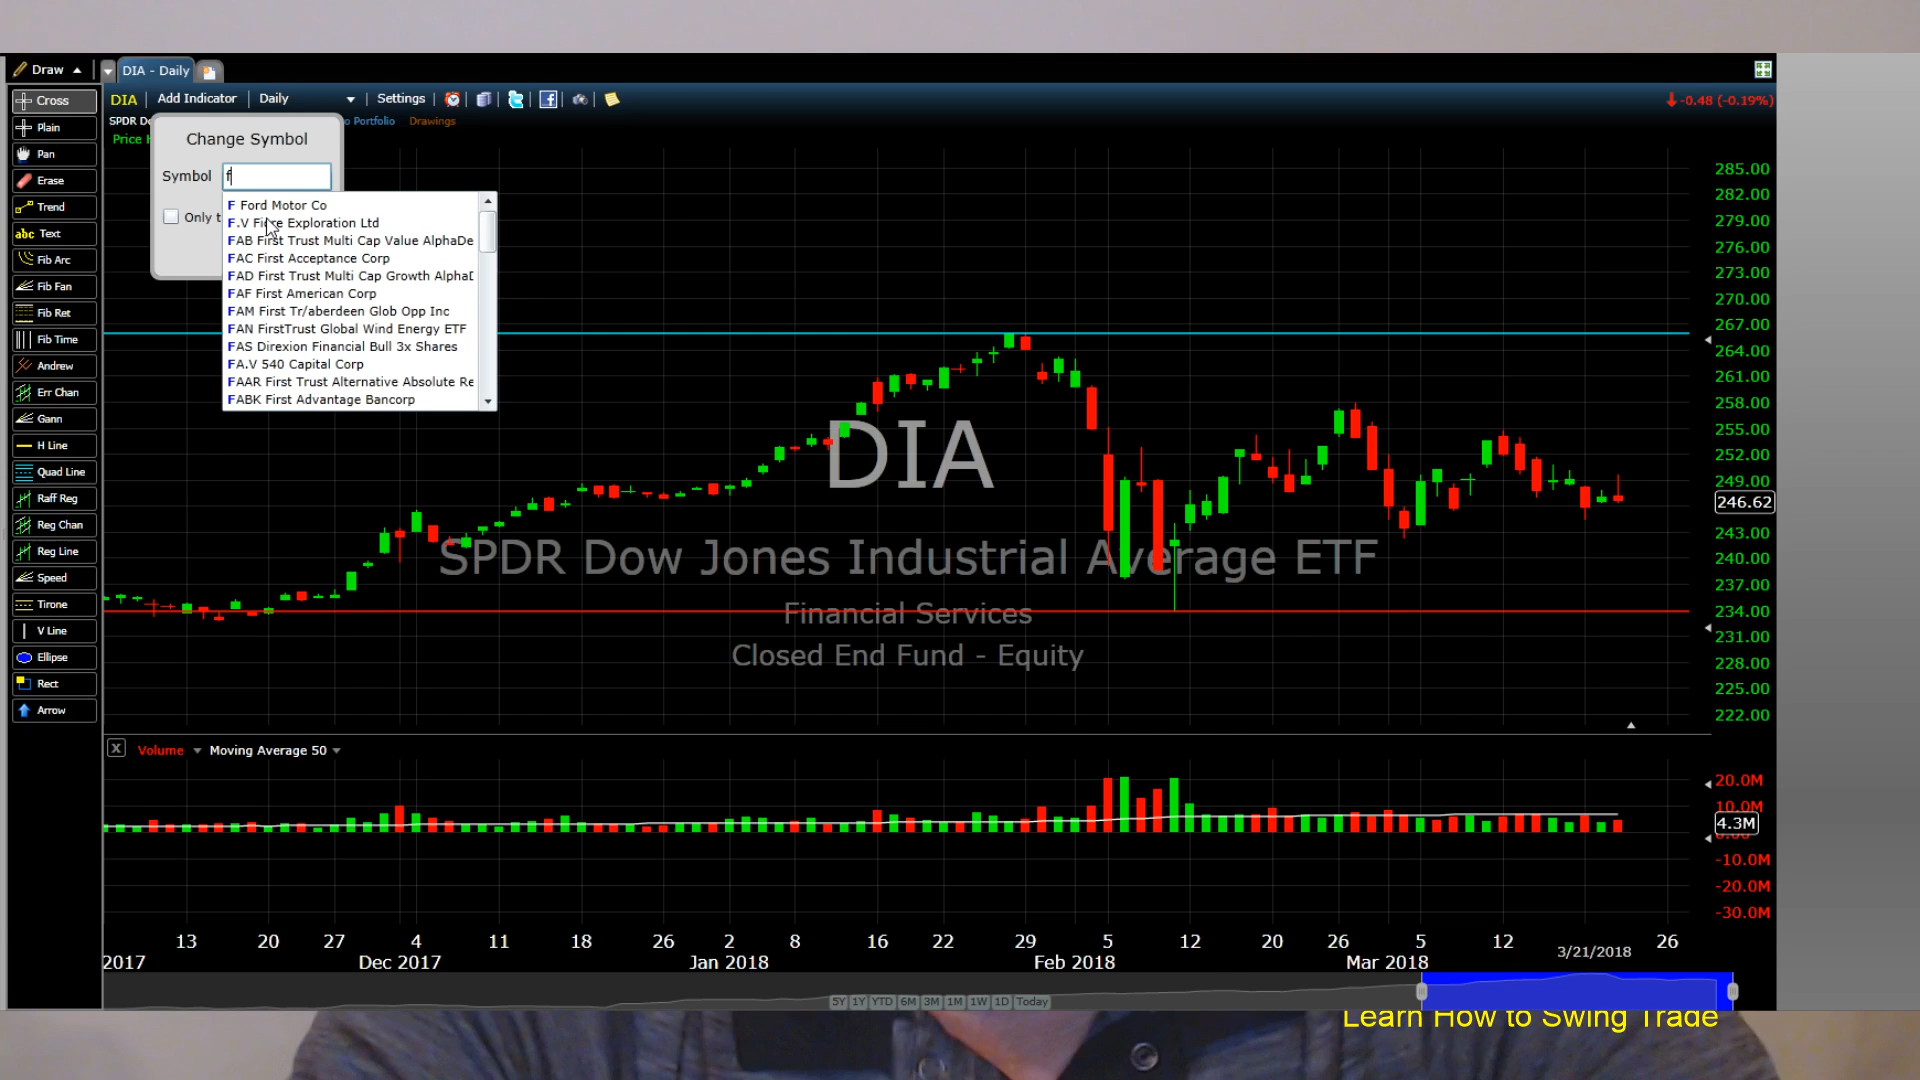 Draw
DIA - Daily
Cross
DIA
Add Indicator
Daily
Settings
-0.48 (-0.19%)
SPDR Do
o Portfolio
Drawings
Price H
Change Symbol
Symbol
f
Only t
F Ford Motor Co
F.V Fiore Exploration Ltd
FAB First Trust Multi Cap Value AlphaDe
FAC First Acceptance Corp
FAD First Trust Multi Cap Growth AlphaD
FAF First American Corp
FAM First Tr/aberdeen Glob Opp Inc
FAN FirstTrust Global Wind Energy ETF
FAS Direxion Financial Bull 3x Shares
FA.V 540 Capital Corp
FAAR First Trust Alternative Absolute Re
FABK First Advantage Bancorp
Plain
Pan
Erase
Trend
abc Text
Fib Arc
Fib Fan
Fib Ret
Fib Time
Andrew
Err Chan
Gann
H Line
Quad Line
Raff Reg
Reg Chan
Reg Line
Speed
Tirone
V Line
Ellipse
Rect
Arrow
DIA
SPDR Dow Jones Industrial Average ETF
Financial Services
Closed End Fund - Equity
285.00
282.00
279.00
276.00
273.00
270.00
267.00
264.00
261.00
258.00
255.00
252.00
249.00
246.62
243.00
240.00
237.00
234.00
231.00
228.00
225.00
222.00
X
Volume
Moving Average 50
20.0M
10.0M
4.3M
-10.0M
-20.0M
-30.0M
13 20 27 4 11 18 26 2 8 16 22 29 5 12 20 26 5 12 26
2017 Dec 2017 Jan 2018 Feb 2018 Mar 2018 3/21/2018
5Y 1Y YTD 6M 3M 1M 1W 1D Today
Learn How to Swing Trade